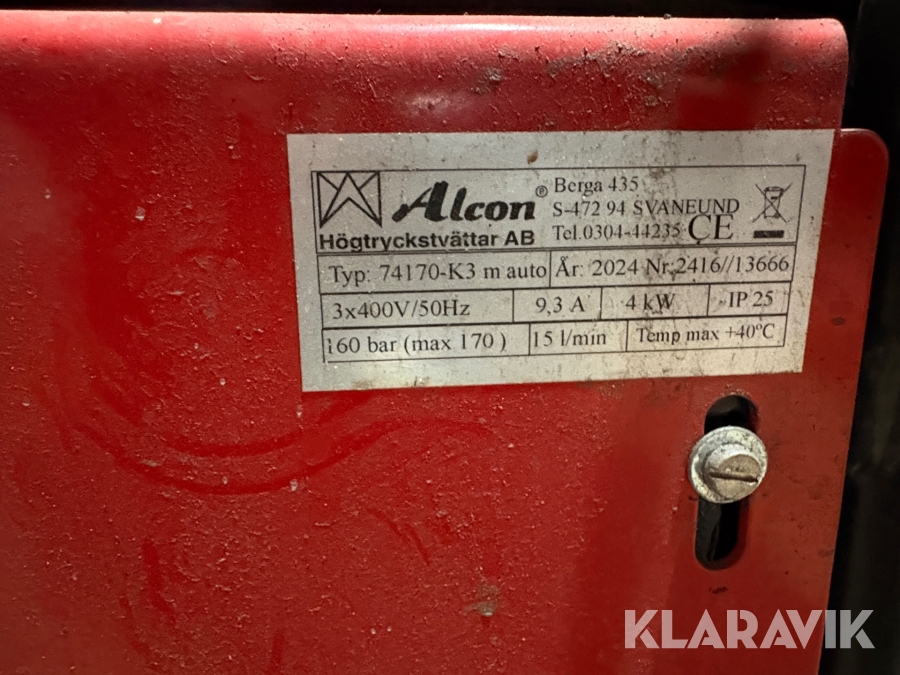 Alcon®
Högtryckstvättar AB
Berga 435
S-472 94 SVANEUND
Tel.0304-44235 CE
Typ: 74170-K3 m auto År: 2024 Nr:2416//13666
3x400V/50Hz 9,3 A 4 kW IP 25
160 bar (max 170 ) 15 l/min Temp max +40ºC
KLARAVIK